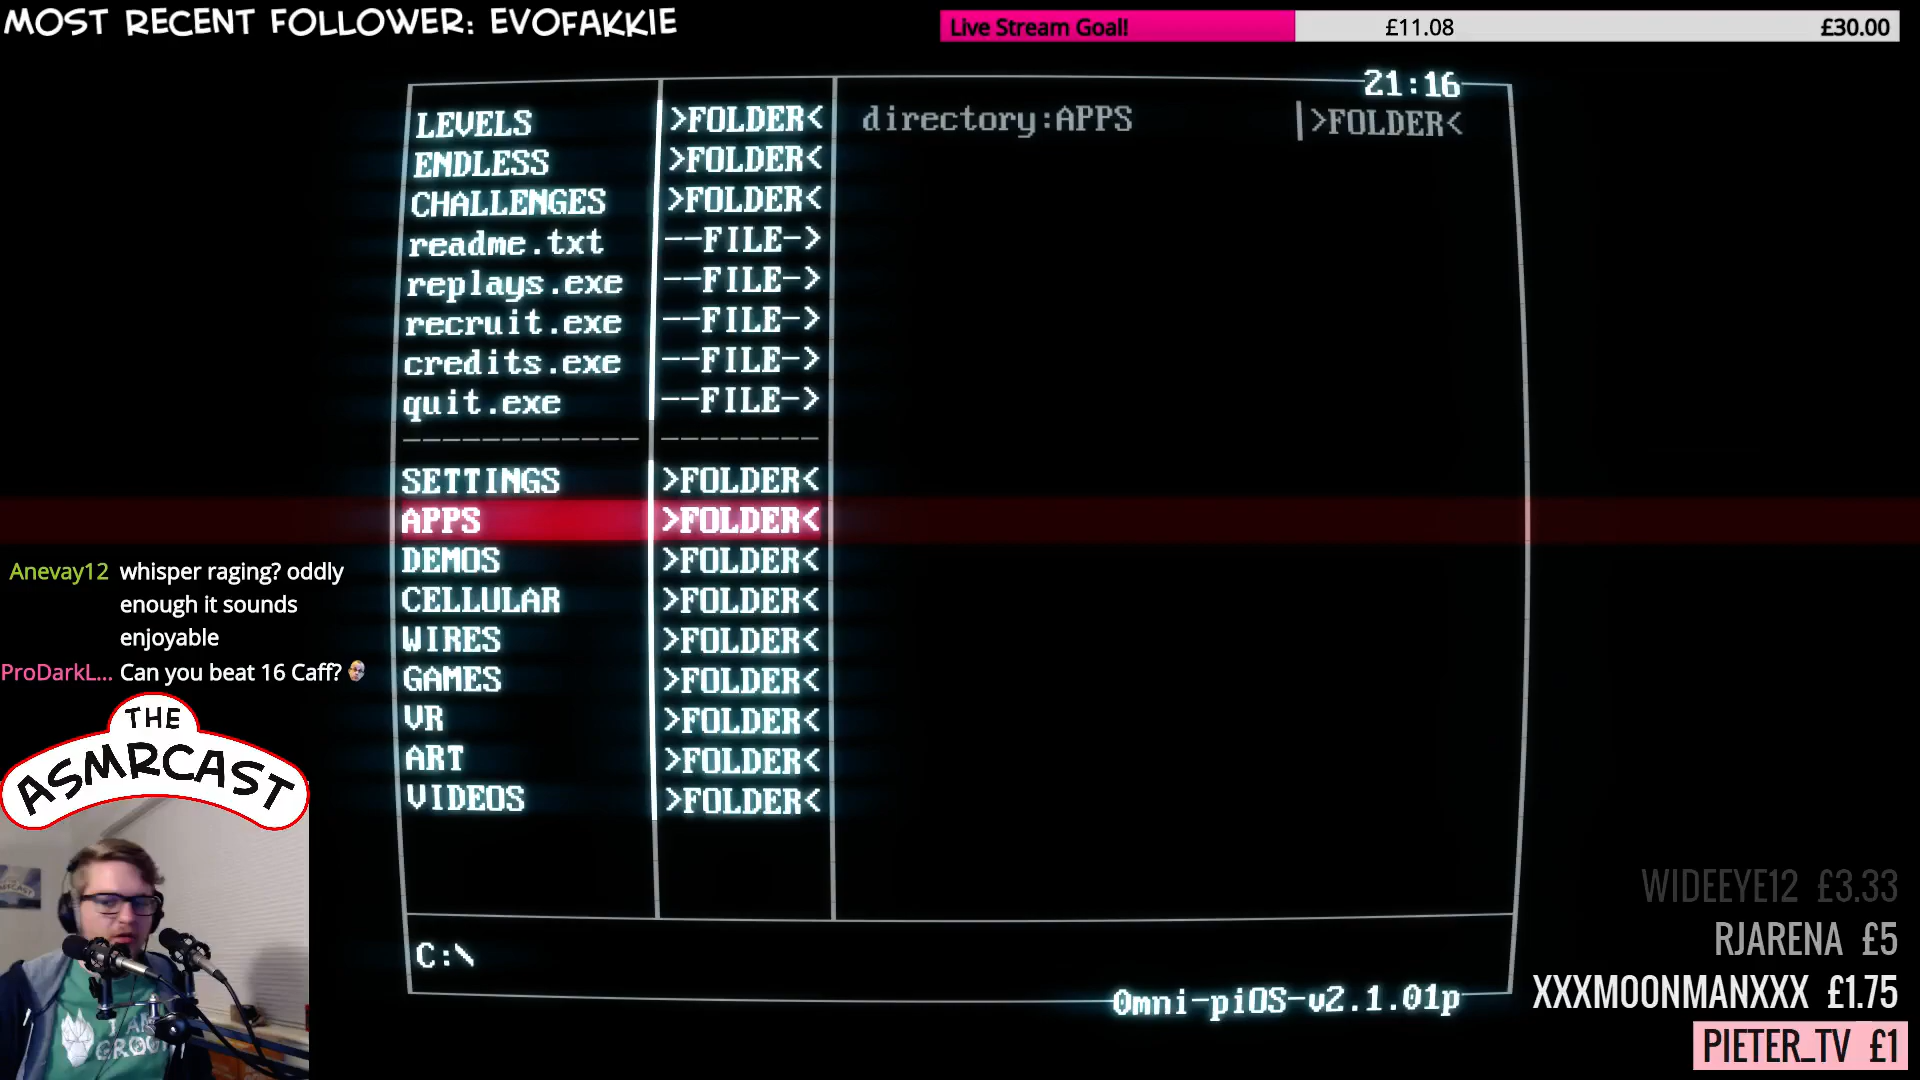 MOST RECENT FOLLOWER: EVOFAKKIE
Live Stream Goal! £11.08 £30.00
21:16
LEVELS >FOLDER< directory:APPS |>FOLDER<
ENDLESS >FOLDER<
CHALLENGES >FOLDER<
readme.txt --FILE->
replays.exe --FILE->
recruit.exe --FILE->
credits.exe --FILE->
quit.exe --FILE->
SETTINGS >FOLDER<
APPS >FOLDER<
DEMOS >FOLDER<
CELLULAR >FOLDER<
WIRES >FOLDER<
GAMES >FOLDER<
VR >FOLDER<
ART >FOLDER<
VIDEOS >FOLDER<
C:\
0mni-piOS-v2.1.01p
Anevay12 whisper raging? oddly
enough it sounds
enjoyable
ProDarkL... Can you beat 16 Caff?
THE
ASMRCAST
I AM
GROOT
WIDEEYE12 £3.33
RJARENA £5
XXXMOONMANXXX £1.75
PIETER_TV £1